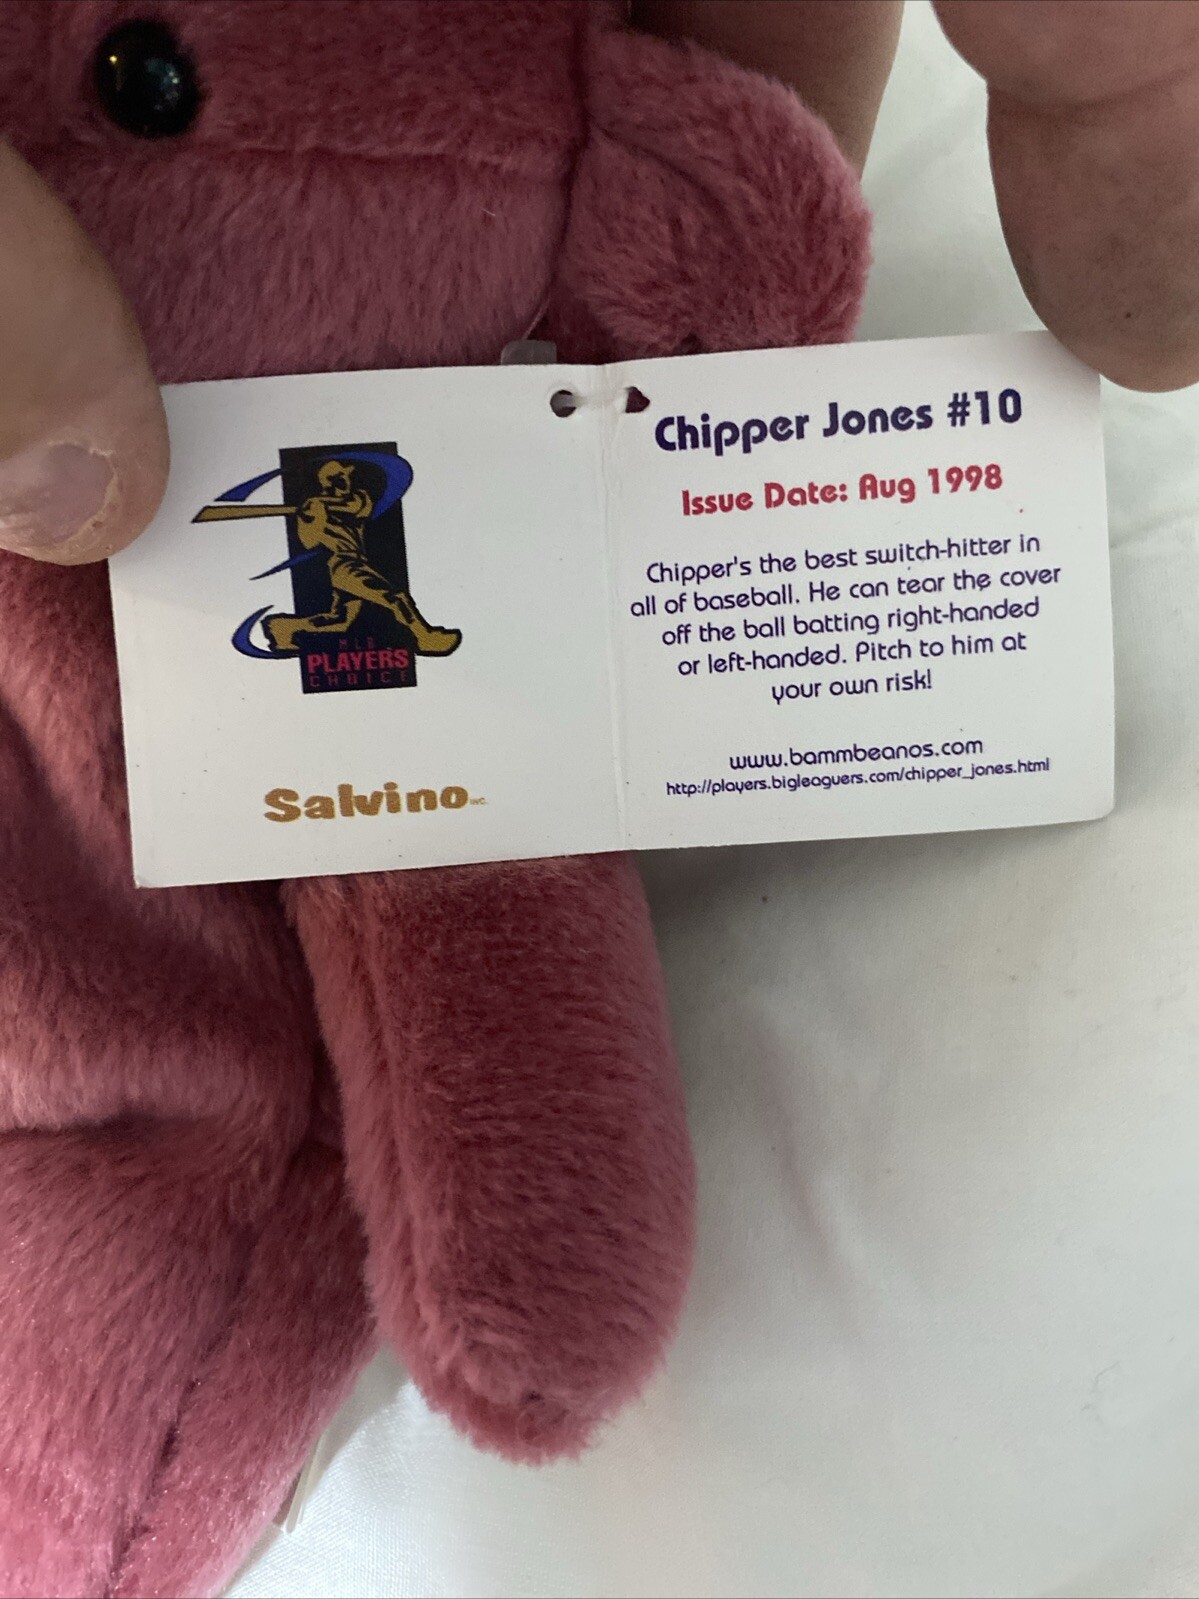 MLB
PLAYERS
CHOICE
Salvino INC.
Chipper Jones #10
Issue Date: Aug 1998
Chipper's the best switch-hitter in
all of baseball. He can tear the cover
off the ball batting right-handed
or left-handed. Pitch to him at
your own risk!
www.bammbeanos.com
http://players.bigleaguers.com/chipper_jones.html